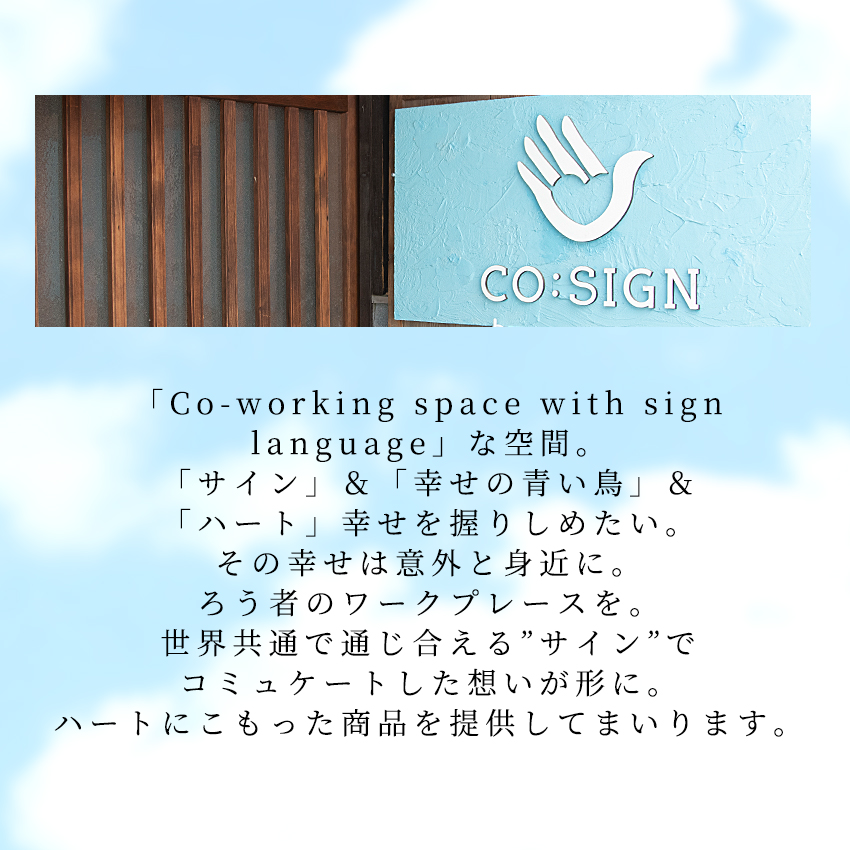 CO:SIGN
「Co-working space with sign
language」な空間。
「サイン」&「幸せの青い鳥」&
「ハート」幸せを握りしめたい。
その幸せは意外と身近に。
ろう者のワークプレースを。
世界共通で通じ合える”サイン”で
コミュケートした想いが形に。
ハートにこもった商品を提供してまいります。